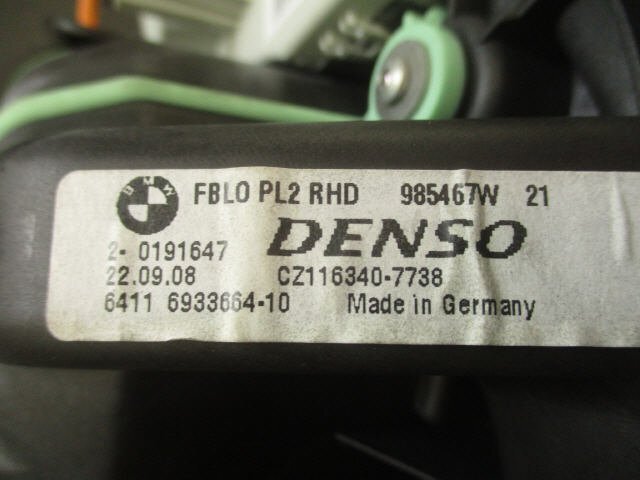 BMW FBLO PL2 RHD 985467W 21
2- 0191647 DENSO
22.09.08 CZ116340-7738
6411 6933664-10 Made in Germany